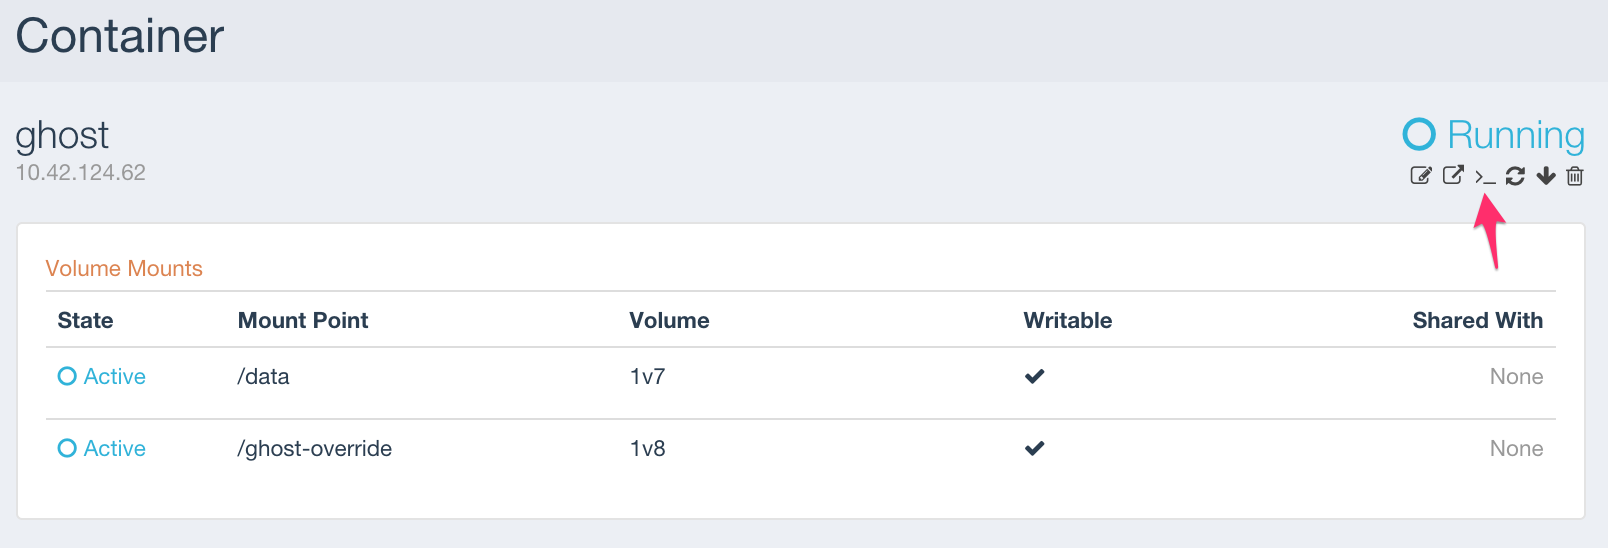 Container
ghost
Running
10.42.124.62
Volume Mounts
State Mount Point Volume Writable Shared With
Active /data 1v7 None
Active /ghost-override 1v8 None